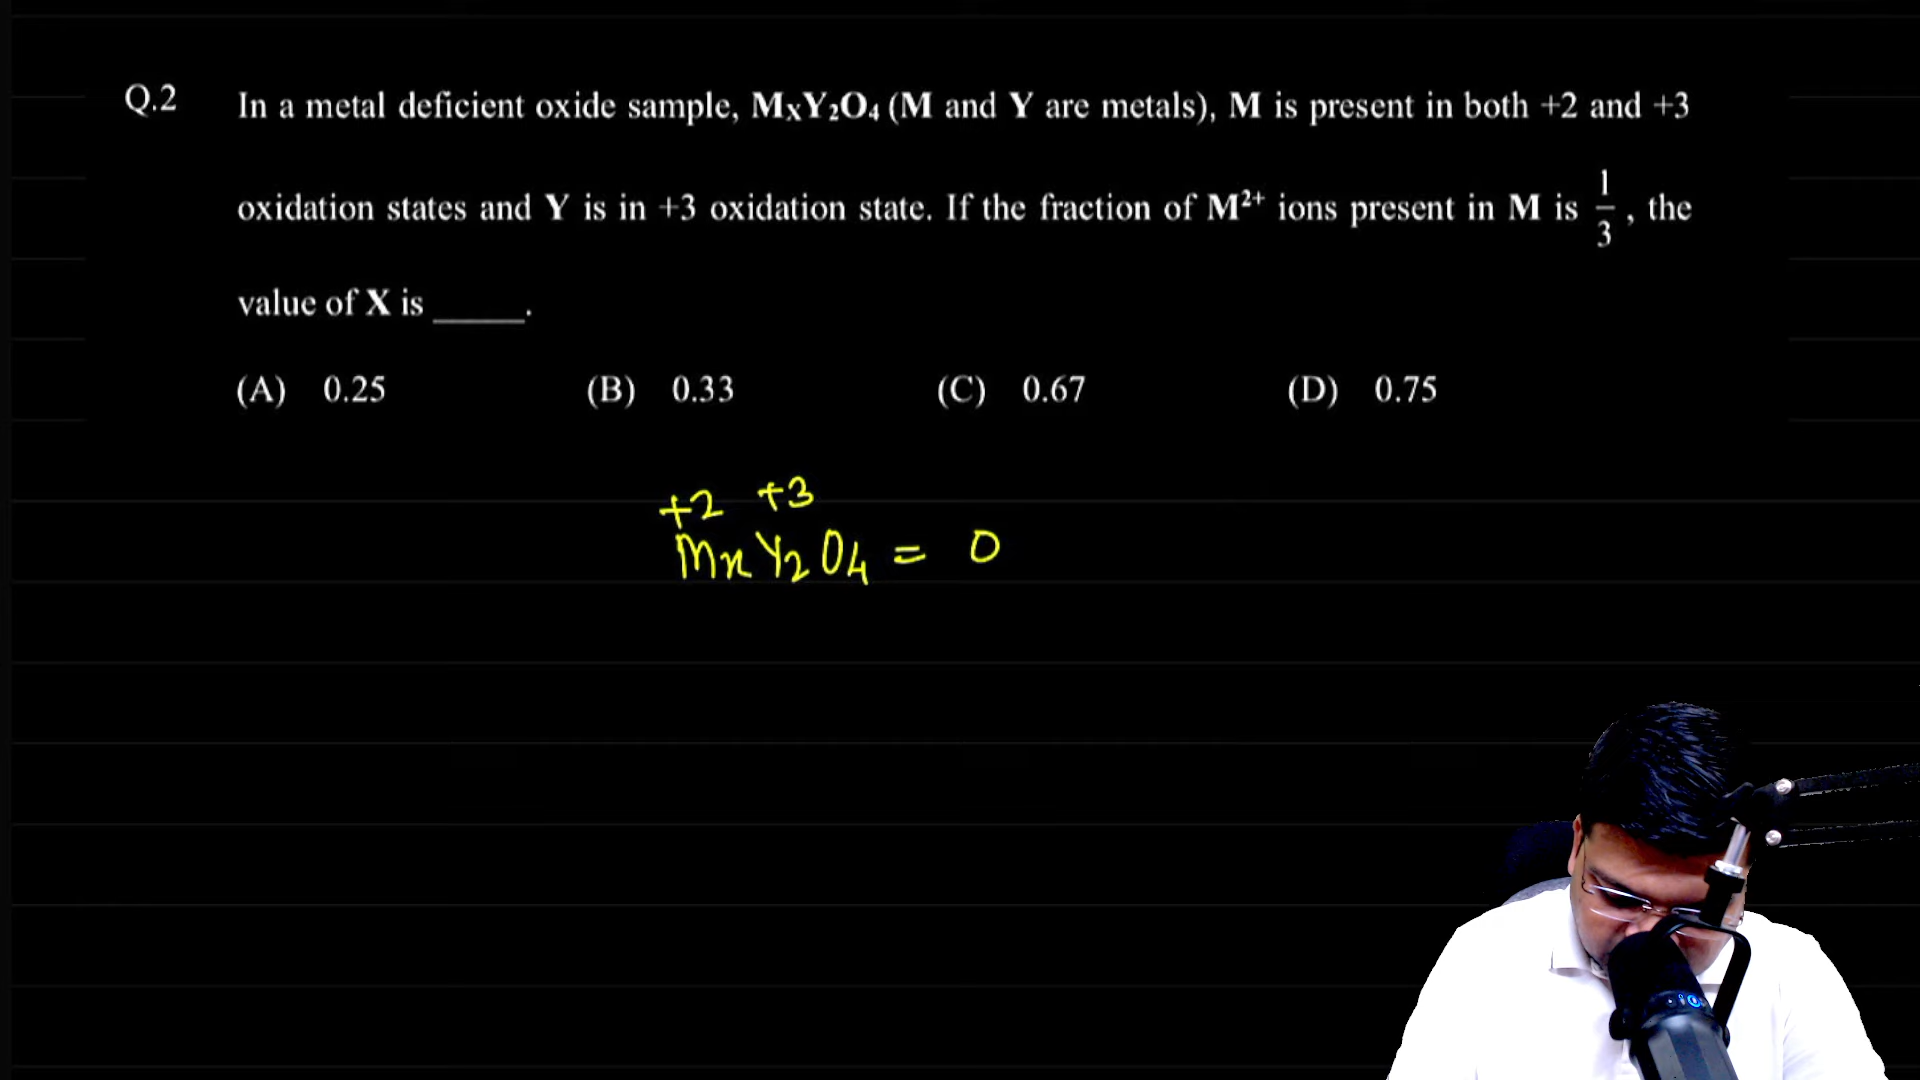 Q.2 In a metal deficient oxide sample, MₓY₂O₄ (M and Y are metals), M is present in both +2 and +3
oxidation states and Y is in +3 oxidation state. If the fraction of M²⁺ ions present in M is 1/3, the
value of X is _____.
(A) 0.25 (B) 0.33 (C) 0.67 (D) 0.75
+2 +3
MxY₂O₄ = 0